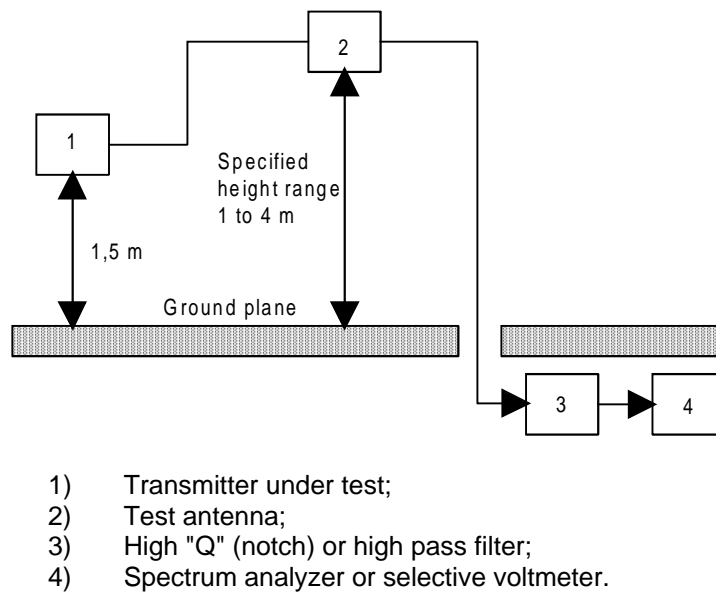 2
1
Specified
height range
1 to 4 m
1,5 m
Ground plane
3
4
1) Transmitter under test;
2) Test antenna;
3) High "Q" (notch) or high pass filter;
4) Spectrum analyzer or selective voltmeter.